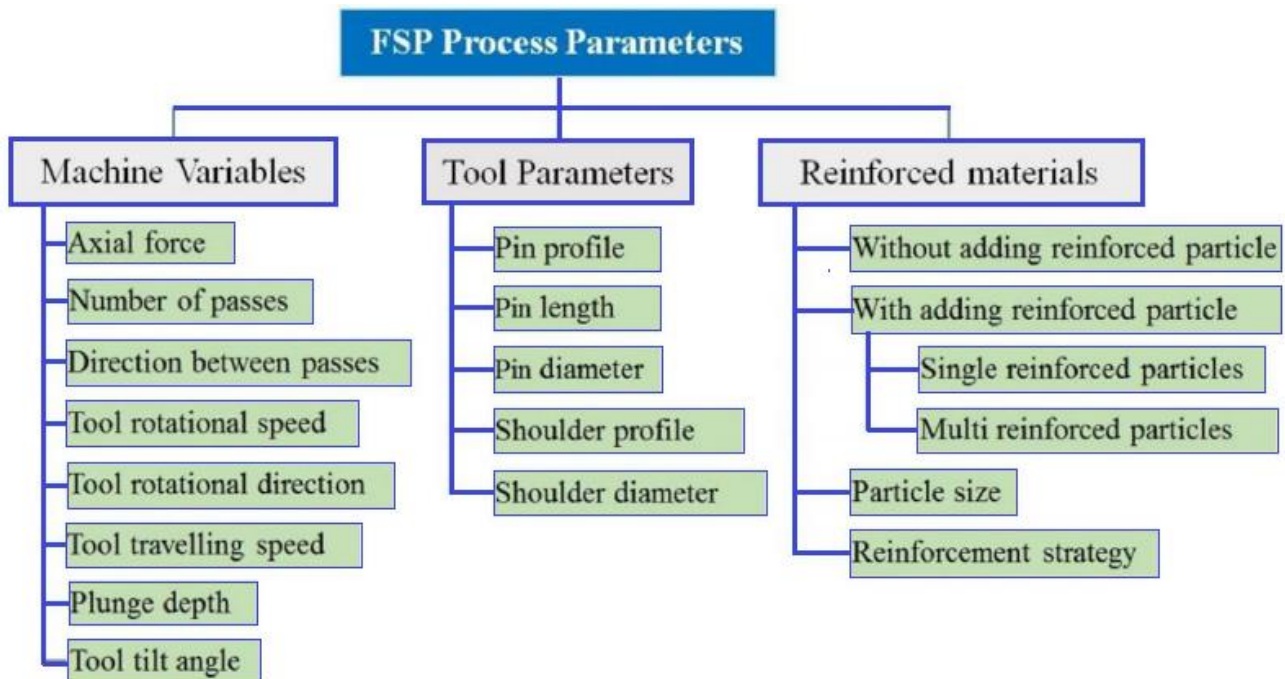 FSP Process Parameters
Machine Variables
Axial force
Number of passes
Direction between passes
Tool rotational speed
Tool rotational direction
Tool travelling speed
Plunge depth
Tool tilt angle
Tool Parameters
Pin profile
Pin length
Pin diameter
Shoulder profile
Shoulder diameter
Reinforced materials
Without adding reinforced particle
With adding reinforced particle
Single reinforced particles
Multi reinforced particles
Particle size
Reinforcement strategy